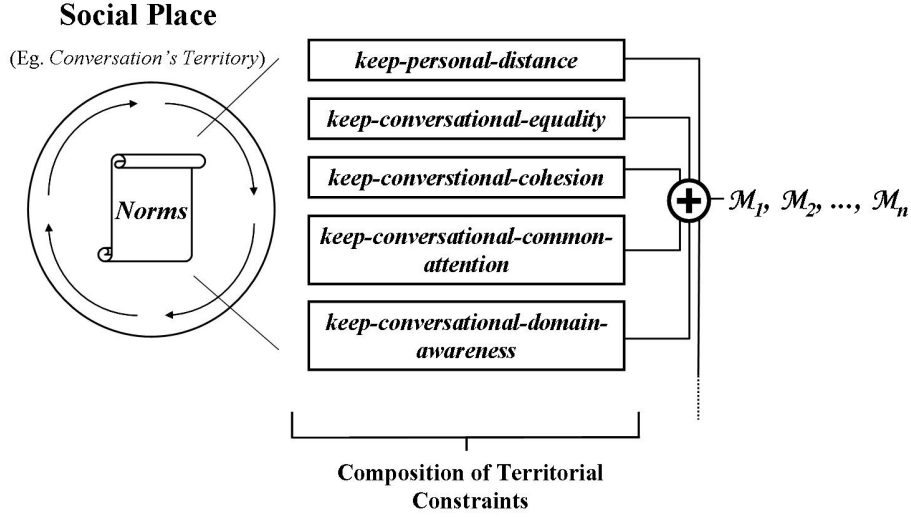 Social Place
(Eg. Conversation's Territory)
Norms
keep-personal-distance
keep-conversational-equality
keep-converstional-cohesion
keep-conversational-common-
attention
keep-conversational-domain-
awareness
M1, M2, ..., Mn
Composition of Territorial
Constraints